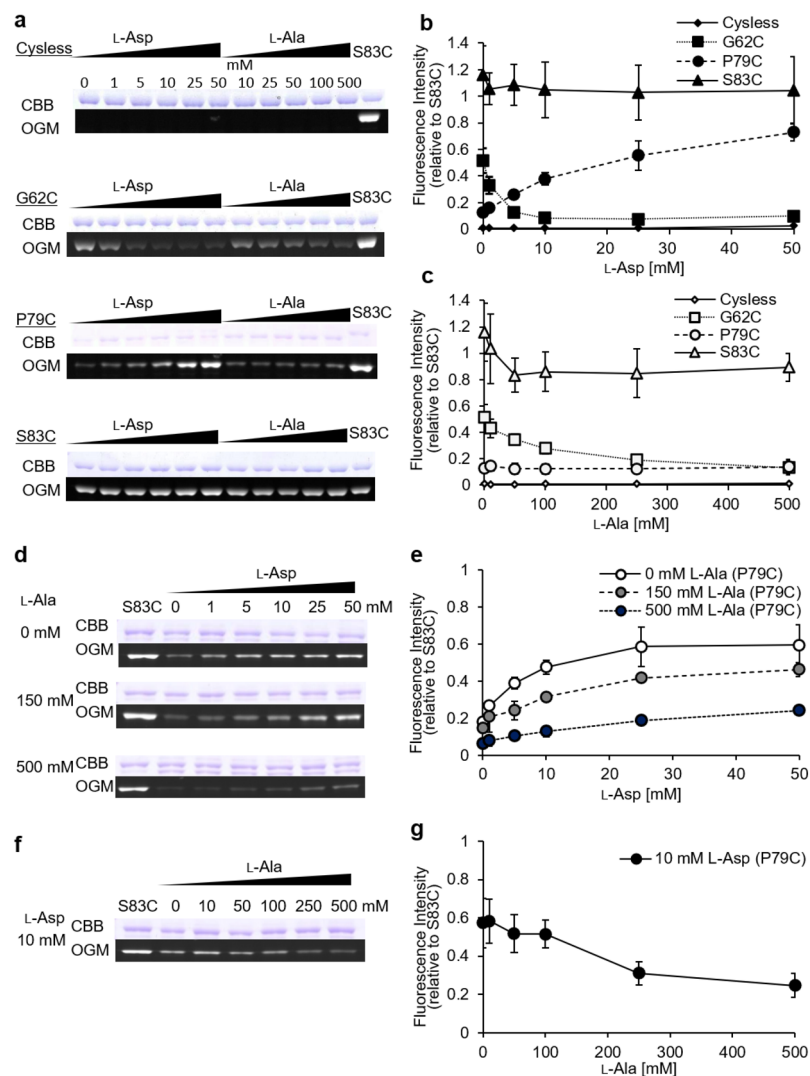 a
L-Asp L-Ala
Cysless S83C
mM
0 1 5 10 25 50 10 25 50 100 500
CBB
OGM
L-Asp L-Ala
G62C S83C
CBB
OGM
L-Asp L-Ala
P79C S83C
CBB
OGM
L-Asp L-Ala
S83C S83C
CBB
OGM
b
Cysless
G62C
P79C
S83C
Fluorescence Intensity
(relative to S83C)
1.4
1.2
1
0.8
0.6
0.4
0.2
0
0 10 20 30 40 50
L-Asp [mM]
c
Cysless
G62C
P79C
S83C
Fluorescence Intensity
(relative to S83C)
1.4
1.2
1
0.8
0.6
0.4
0.2
0
0 100 200 300 400 500
L-Ala [mM]
d
L-Asp
L-Ala S83C 0 1 5 10 25 50 mM
0 mM CBB
OGM
150 mM CBB
OGM
500 mM CBB
OGM
e
0 mM L-Ala (P79C)
150 mM L-Ala (P79C)
500 mM L-Ala (P79C)
Fluorescence Intensity
(relative to S83C)
1
0.8
0.6
0.4
0.2
0
0 10 20 30 40 50
L-Asp [mM]
f
L-Ala
S83C 0 10 50 100 250 500 mM
L-Asp CBB
10 mM
OGM
g
10 mM L-Asp (P79C)
Fluorescence Intensity
(relative to S83C)
1
0.8
0.6
0.4
0.2
0
0 100 200 300 400 500
L-Ala [mM]